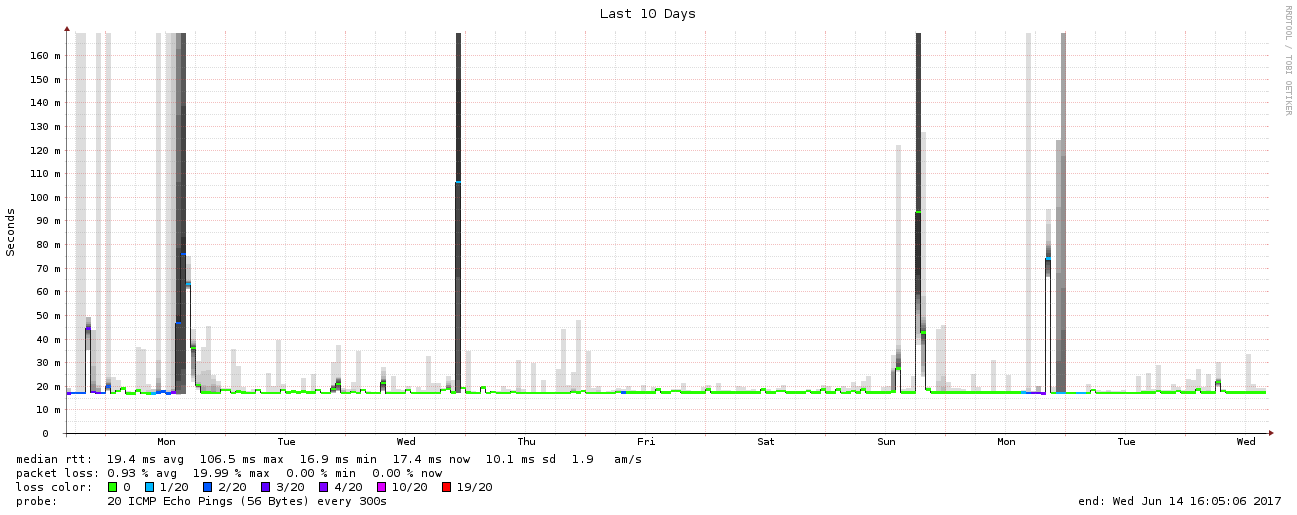 Last 10 Days
RRDTOOL / TOBI OETIKER
Seconds
160 m
150 m
140 m
130 m
120 m
110 m
100 m
90 m
80 m
70 m
60 m
50 m
40 m
30 m
20 m
10 m
0
Mon Tue Wed Thu Fri Sat Sun Mon Tue Wed
median rtt: 19.4 ms avg 106.5 ms max 16.9 ms min 17.4 ms now 10.1 ms sd 1.9 am/s
packet loss: 0.93 % avg 19.99 % max 0.00 % min 0.00 % now
loss color: 0 1/20 2/20 3/20 4/20 10/20 19/20
probe: 20 ICMP Echo Pings (56 Bytes) every 300s end: Wed Jun 14 16:05:06 2017